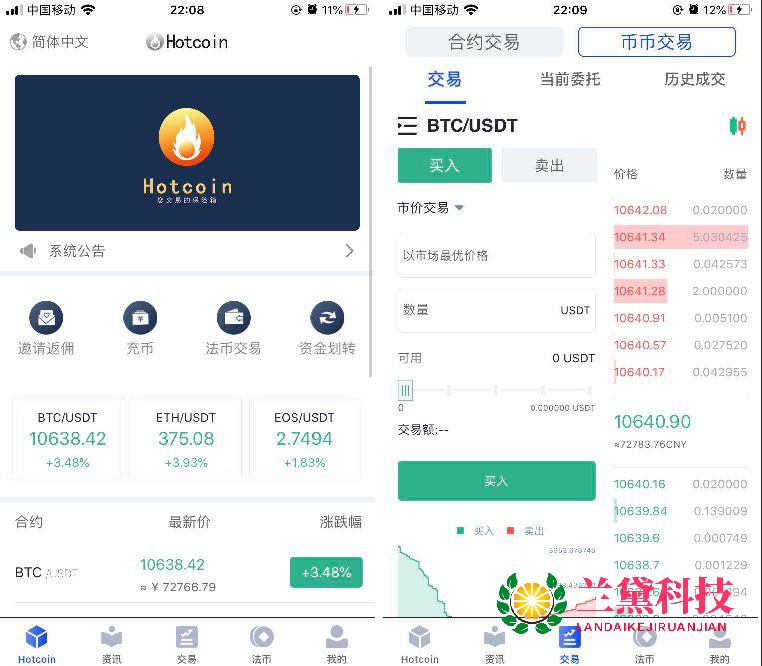 中国移动
22:08
11%
简体中文
Hotcoin
Hotcoin
您交易的保险箱
系统公告
邀请返佣
充币
法币交易
资金划转
BTC/USDT
10638.42
+3.48%
ETH/USDT
375.08
+3.93%
EOS/USDT
2.7494
+1.83%
合约
最新价
涨跌幅
BTC /USDT
10638.42
≈ ¥ 72766.79
+3.48%
Hotcoin
资讯
交易
法币
我的
中国移动
22:09
12%
合约交易
币币交易
交易
当前委托
历史成交
BTC/USDT
买入
卖出
市价交易
以市场最优价格
数量
USDT
可用
0 USDT
0
0.000000 USDT
交易额:--
买入
买入
卖出
价格
数量
10642.08 0.020000
10641.34 5.030425
10641.33 0.042573
10641.28 2.000000
10640.91 0.005100
10640.57 0.027520
10640.17 0.042955
10640.90
≈72783.76CNY
10640.16 0.020000
10639.84 0.139009
10639.6 0.000749
10638.7 0.001229
兰黛科技
LANDAIKEJIRUANJIAN
Hotcoin
资讯
交易
法币
我的